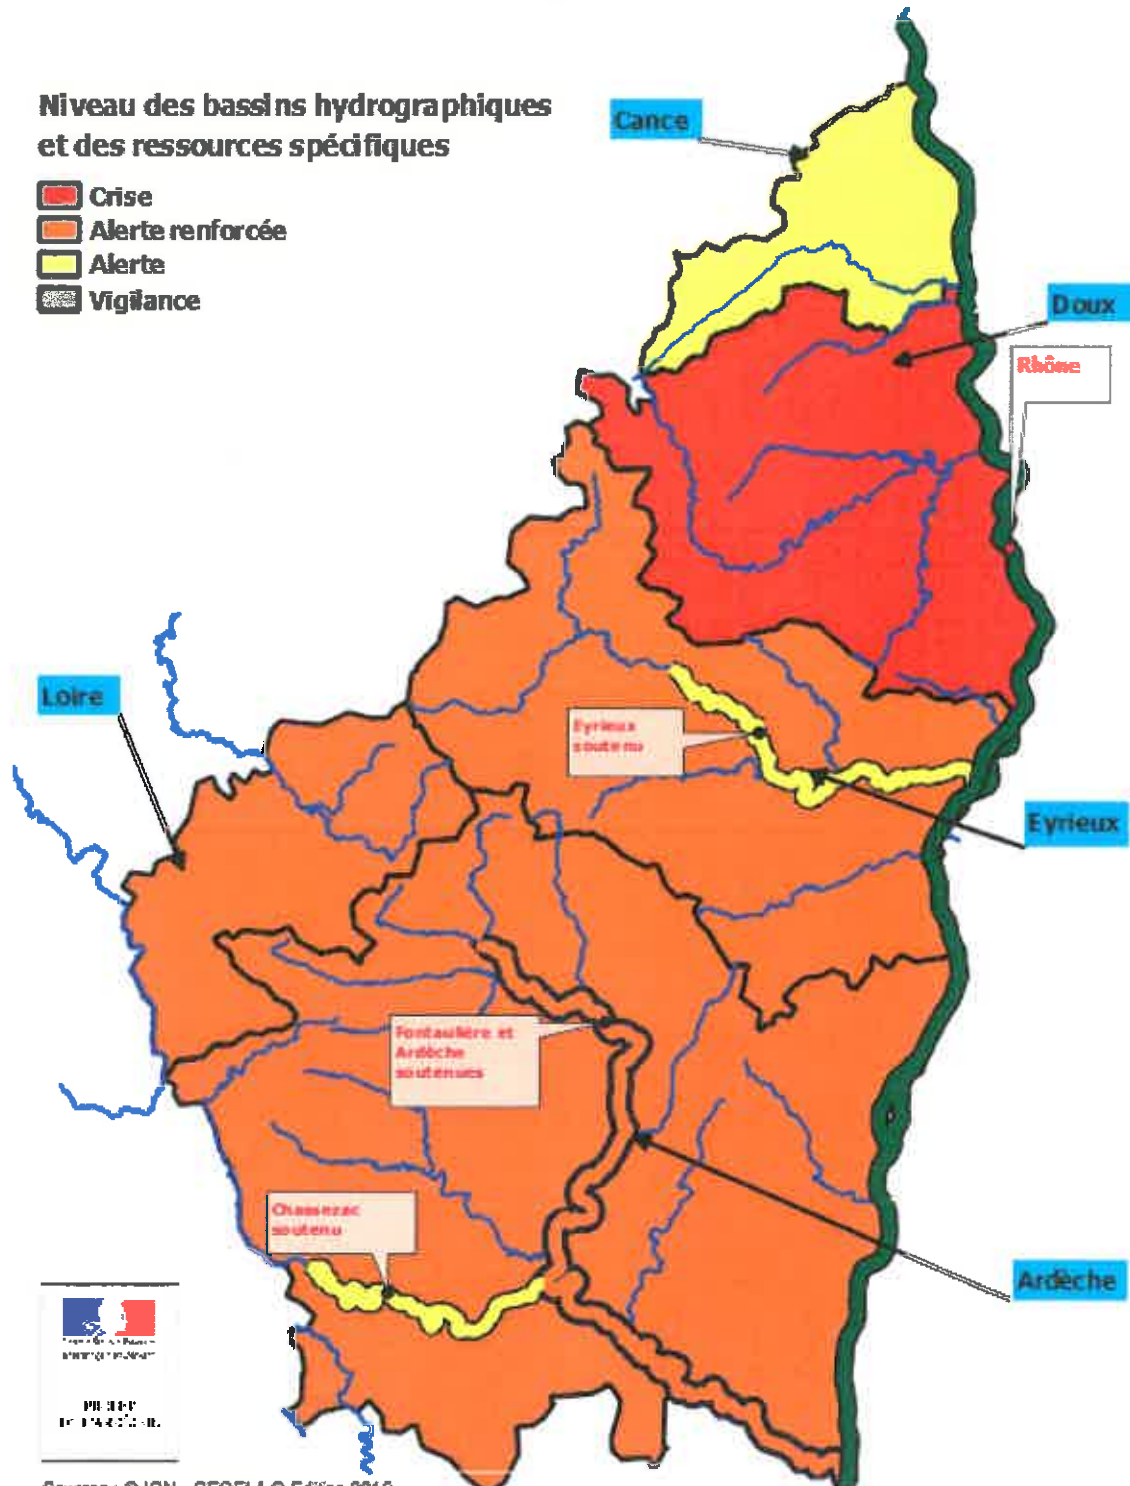 Niveau des bassins hydrographiques
et des ressources spécifiques
Crise
Alerte renforcée
Alerte
Vigilance
Cance
Doux
Rhône
Loire
Eyrieux
soutenu
Eyrieux
Fontaulière et
Ardèche
soutenues
Chassezac
soutenu
Ardèche